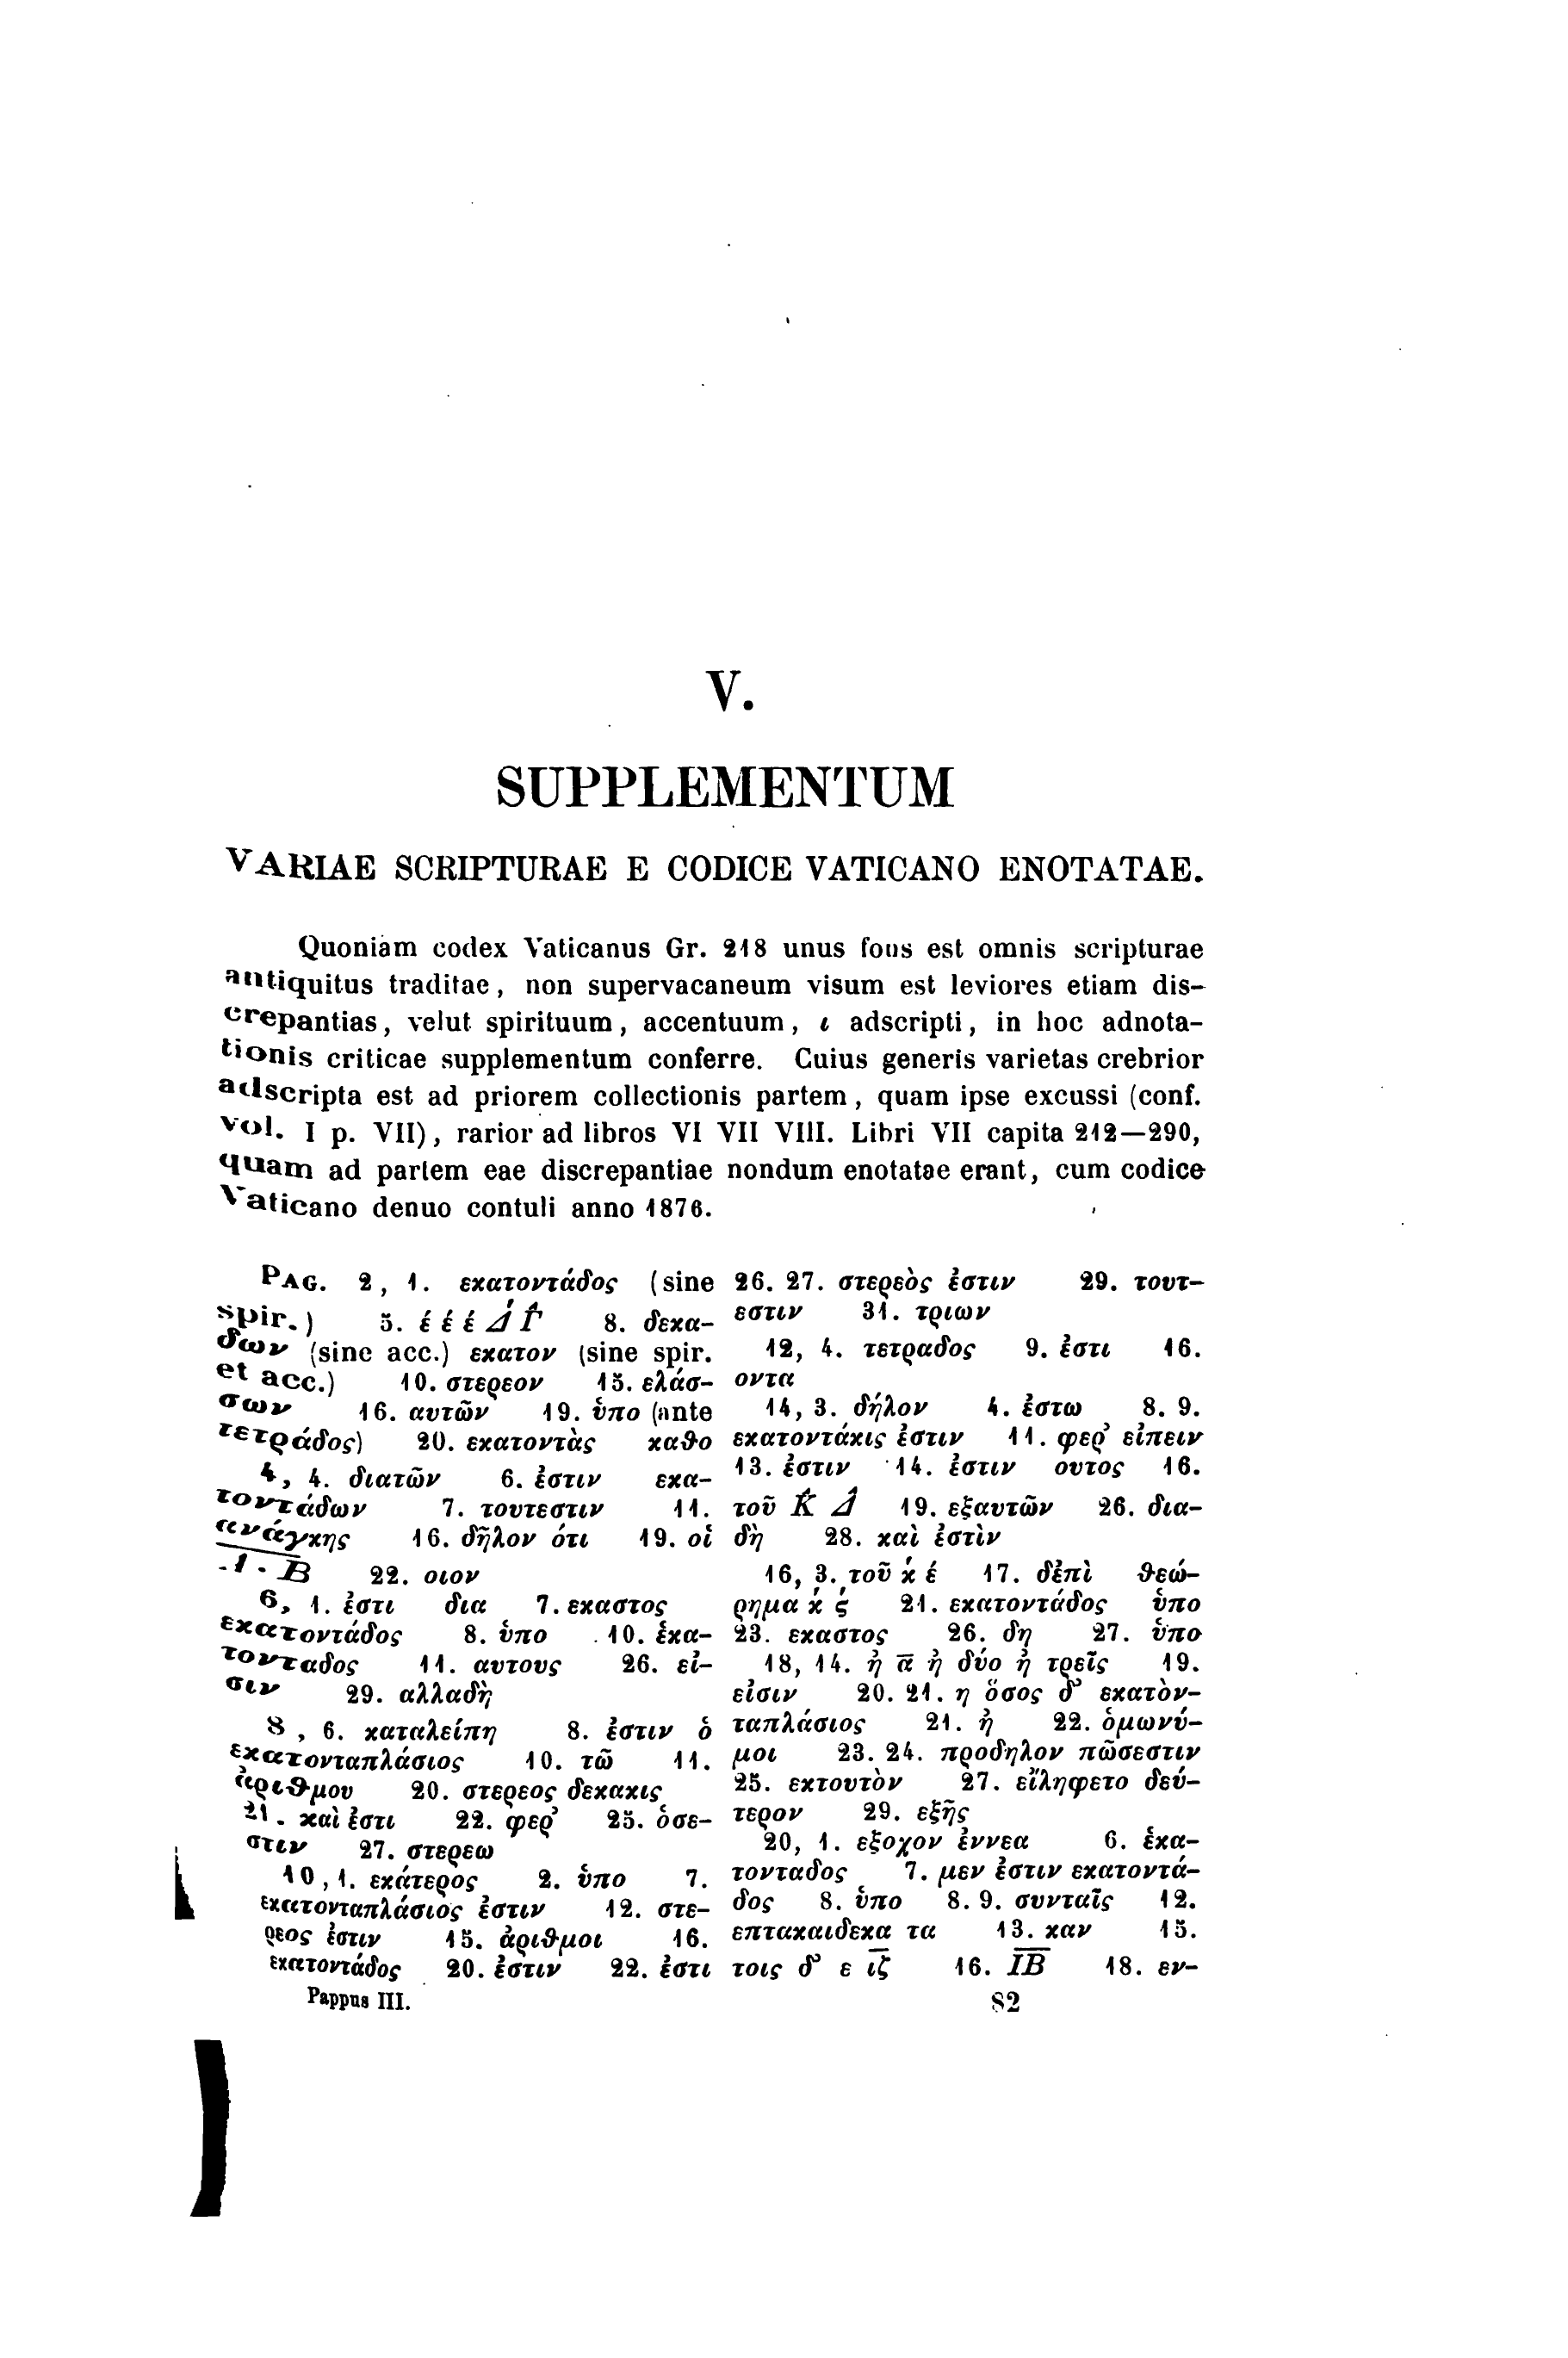 V.
SUPPLEMENTUM
VARIAE SCRIPTURAE E CODICE VATICANO ENOTATAE.
Quoniam codex Vaticanus Gr. 218 unus fons est omnis scripturae
antiquitus traditae, non supervacaneum visum est leviores etiam dis-
crepantias, velut spirituum, accentuum, ι adscripti, in hoc adnota-
tionis criticae supplementum conferre. Cuius generis varietas crebrior
adscripta est ad priorem collectionis partem, quam ipse excussi (conf.
vol. I p. VII), rarior ad libros VI VII VIII. Libri VII capita 212—290,
quam ad partem eae discrepantiae nondum enotatae erant, cum codice
Vaticano denuo contuli anno 1876.
PAG. 2, 1. εκατοντάδος (sine
spir.) 5. έ έ έ Δ́ Γ́ 8. δεκα-
δων (sine acc.) εκατον (sine spir.
et acc.) 10. στερεον 15. ελάσ-
σων 16. αυτῶν 19. ὑπο (ante
τετράδος) 20. εκατοντὰς καθο
4, 4. διατῶν 6. ἐστιν εκα-
τοντάδων 7. τουτεστιν 11.
ανάγκης 16. δῆλον ότι 19. οἱ
Α · Β 22. οιον
6, 1. ἐστι δια 7. εκαστος
εκατοντάδος 8. ὑπο 10. ἑκα-
τονταδος 11. αυτους 26. εἰ-
σιν 29. αλλαδὴ
8, 6. καταλείπη 8. ἐστιν ὁ
ἑκατονταπλάσιος 10. τῶ 11.
ἀριθμου 20. στερεος δεκακις
21. καὶ ἐστι 22. φερ᾽ 25. ὁσε-
στιν 27. στερεω
10, 1. εκάτερος 2. ὑπο 7.
εκατονταπλάσιος ἐστιν 12. στε-
ρεος ἐστιν 15. ἀριθμοι 16.
εκατοντάδος 20. ἐστιν 22. ἐστι
26. 27. στερεὸς ἐστιν 29. τουτ-
εστιν 31. τριων
12, 4. τετραδος 9. ἐστι 16.
οντα
14, 3. δήλον 4. ἐστω 8. 9.
εκατοντάκις ἐστιν 11. φερ᾽ εἰπειν
13. ἐστιν 14. ἐστιν ουτος 16.
τοῦ Κ́ Δ́ 19. εξαυτῶν 26. δια-
δὴ 28. καὶ ἐστὶν
16, 3. τοῦ κ́ έ 17. δἐπὶ θεώ-
ρημα κ́ ς́ 21. εκατοντάδος ὑπο
23. εκαστος 26. δη 27. ὑπο
18, 14. ἡ ᾱ ἡ δύο ἡ τρεῖς 19.
εἰσιν 20. 21. η ὅσος δ᾽ εκατὸν-
ταπλάσιος 21. ἡ 22. ὁμωνύ-
μοι 23. 24. προδηλον πῶσεστιν
25. εκτουτὸν 27. εἴληφετο δεύ-
τερον 29. εξῆς
20, 1. εξοχον ἐννεα 6. ἑκα-
τονταδος 7. μεν ἐστιν εκατοντά-
δος 8. ὑπο 8. 9. συνταῖς 12.
επτακαιδεκα τα 13. καν 15.
τοις δ᾽ ε ιζ 16. ΙΒ 18. εν-
Pappus III. 82